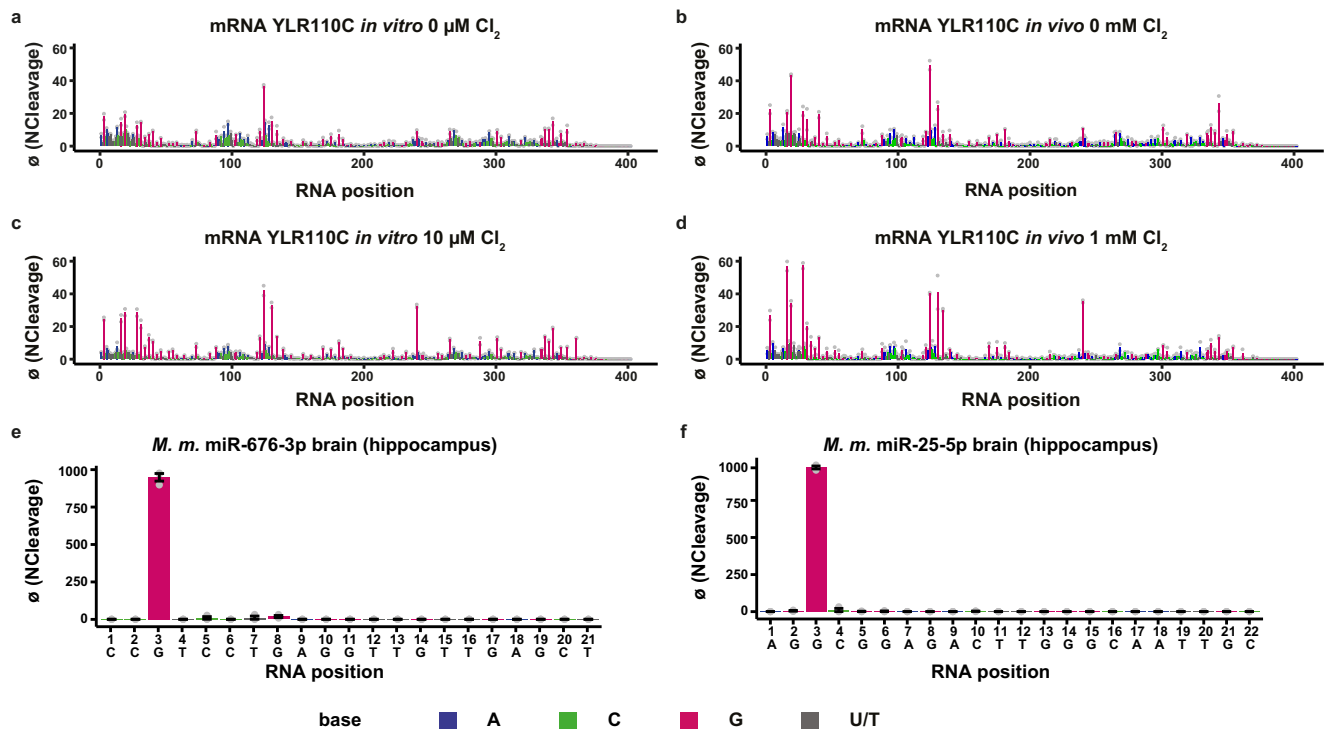 a
mRNA YLR110C in vitro 0 µM Cl2
ø (NCleavage)
60
40
20
0
0 100 200 300 400
RNA position
b
mRNA YLR110C in vivo 0 mM Cl2
ø (NCleavage)
60
40
20
0
0 100 200 300 400
RNA position
c
mRNA YLR110C in vitro 10 µM Cl2
ø (NCleavage)
60
40
20
0
0 100 200 300 400
RNA position
d
mRNA YLR110C in vivo 1 mM Cl2
ø (NCleavage)
60
40
20
0
0 100 200 300 400
RNA position
e
M. m. miR-676-3p brain (hippocampus)
ø (NCleavage)
1000
750
500
250
0
1 2 3 4 5 6 7 8 9 10 11 12 13 14 15 16 17 18 19 20 21
C C G T C C T G A G G T T G T T G A G C T
RNA position
f
M. m. miR-25-5p brain (hippocampus)
ø (NCleavage)
1000
750
500
250
0
1 2 3 4 5 6 7 8 9 10 11 12 13 14 15 16 17 18 19 20 21 22
A G G C G G A G A C T T G G G C A A T T G C
RNA position
base A C G U/T